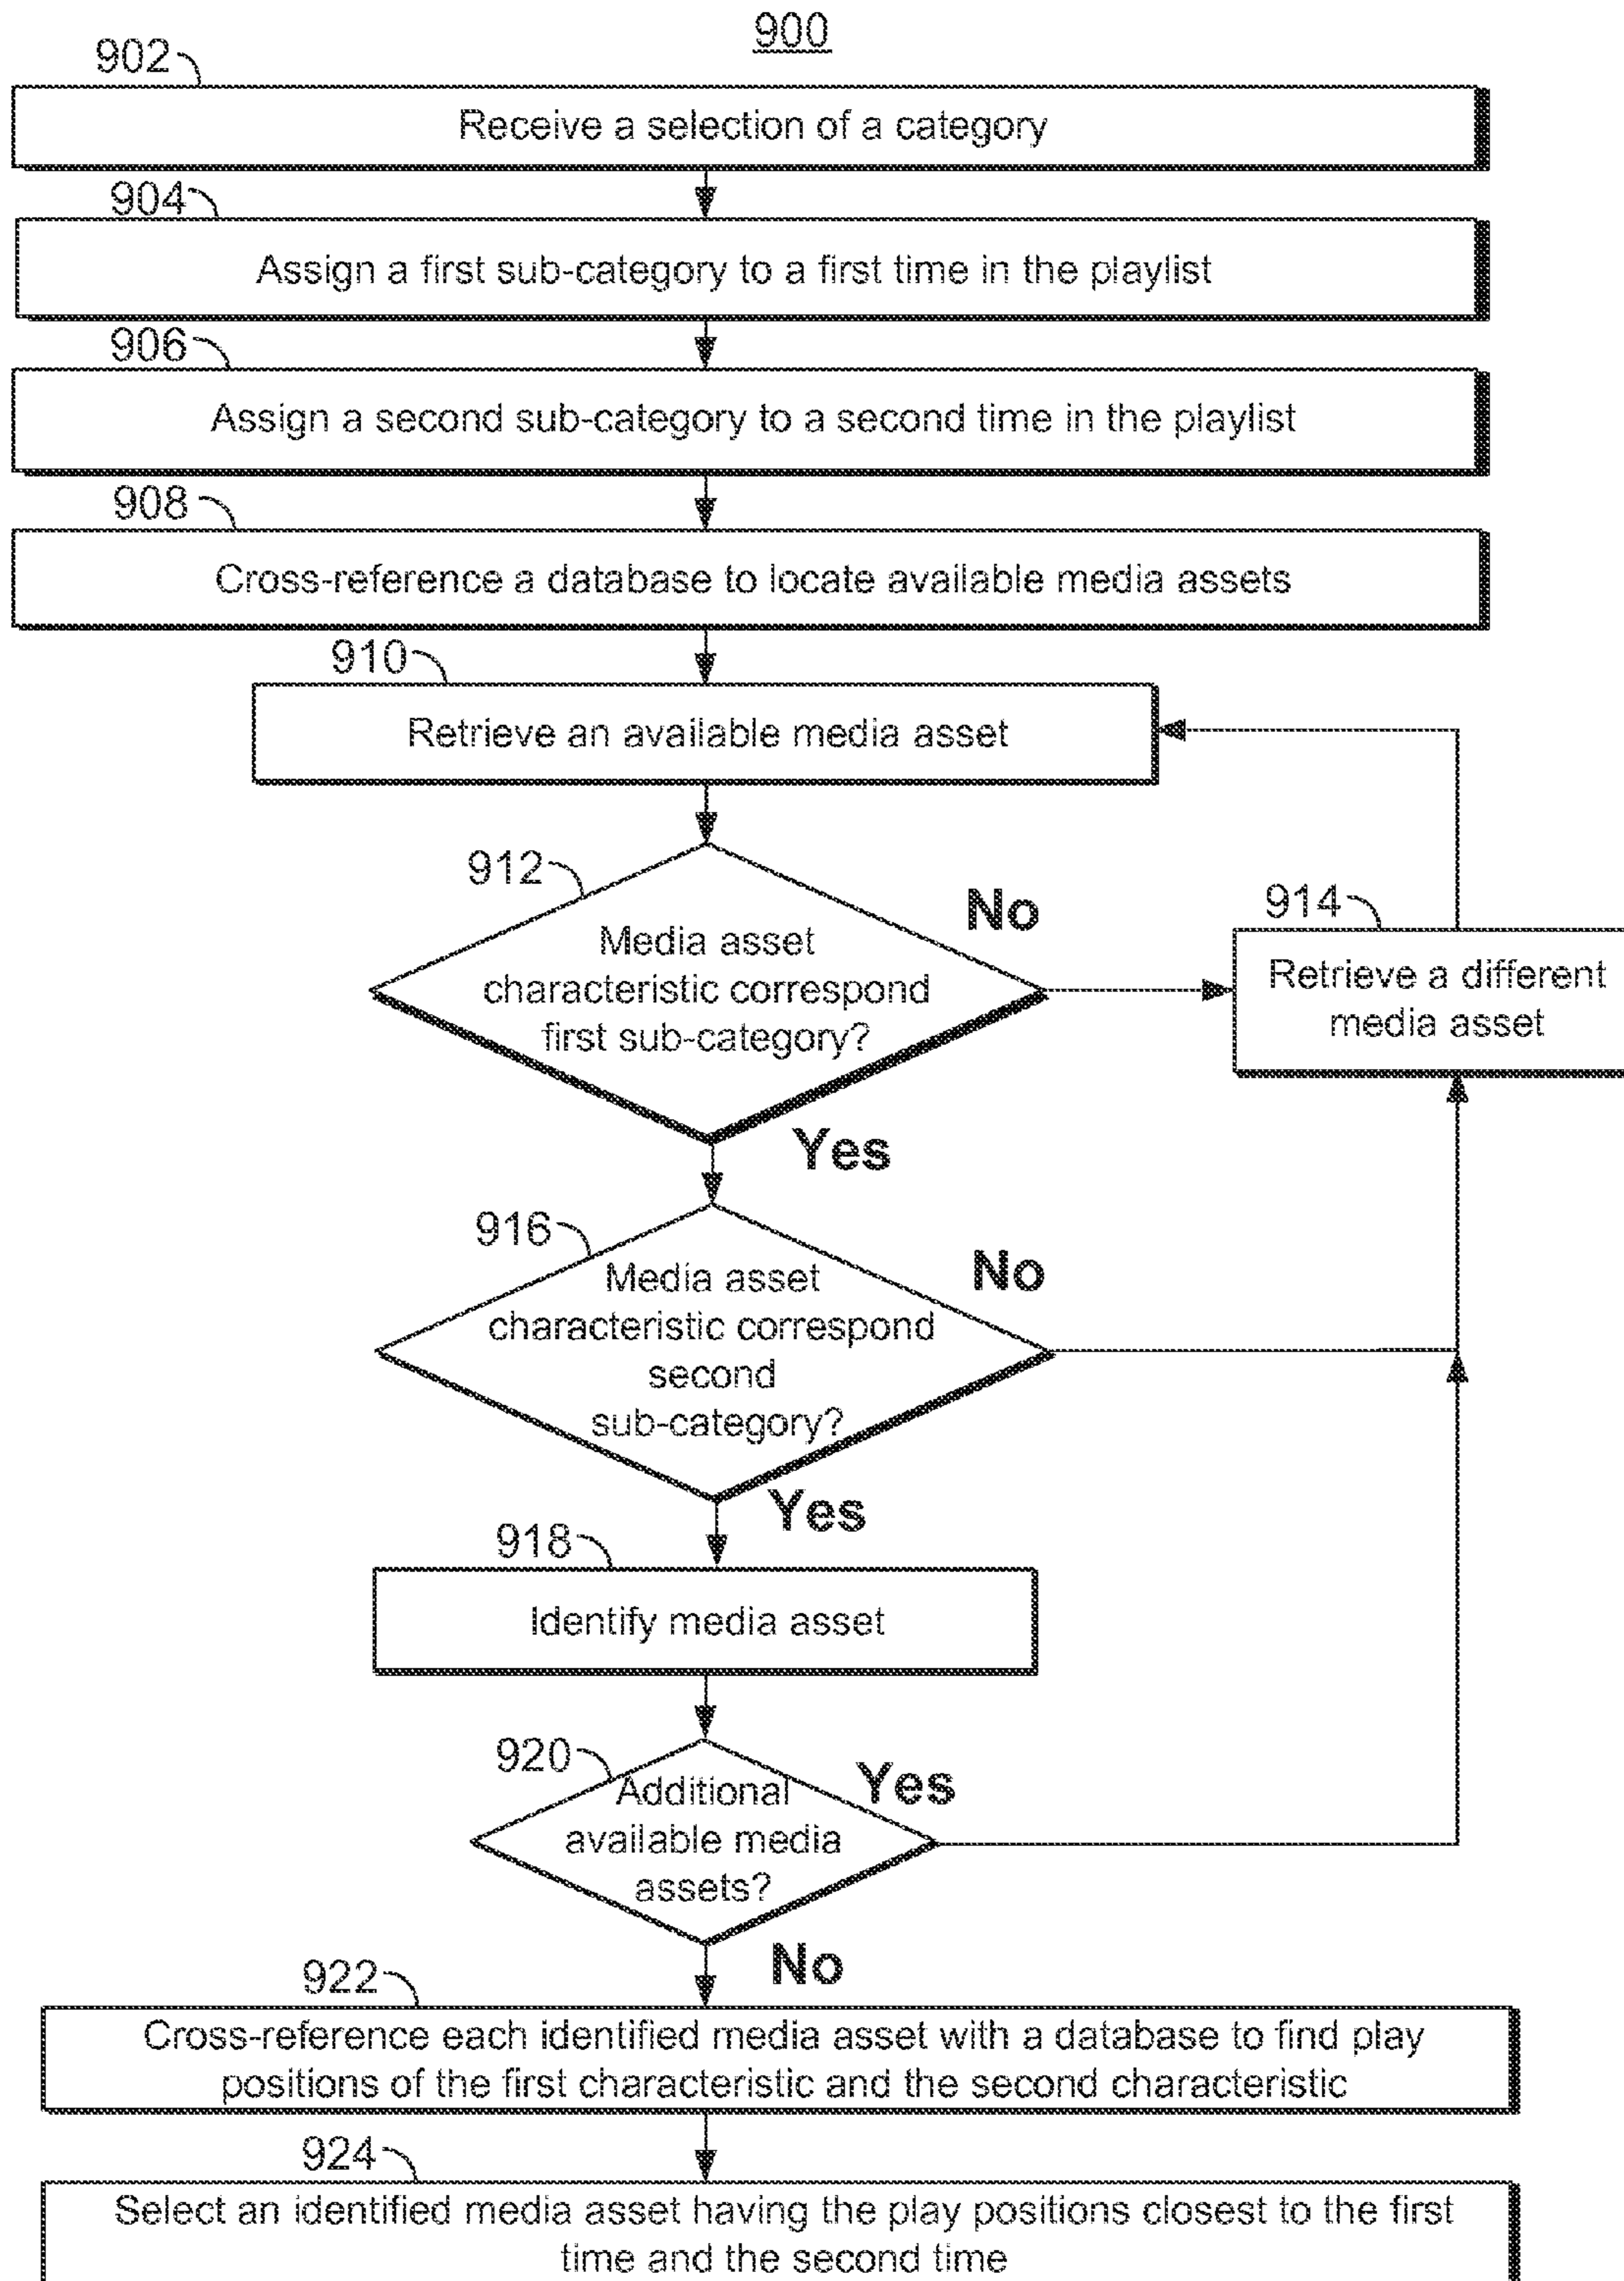 900
902
Receive a selection of a category
904
Assign a first sub-category to a first time in the playlist
906
Assign a second sub-category to a second time in the playlist
908
Cross-reference a database to locate available media assets
910
Retrieve an available media asset
912
No
Media asset
characteristic correspond
first sub-category?
914
Retrieve a different
media asset
Yes
916
No
Media asset
characteristic correspond
second
sub-category?
Yes
918
Identify media asset
920
Yes
Additional
available media
assets?
No
922
Cross-reference each identified media asset with a database to find play
positions of the first characteristic and the second characteristic
924
Select an identified media asset having the play positions closest to the first
time and the second time